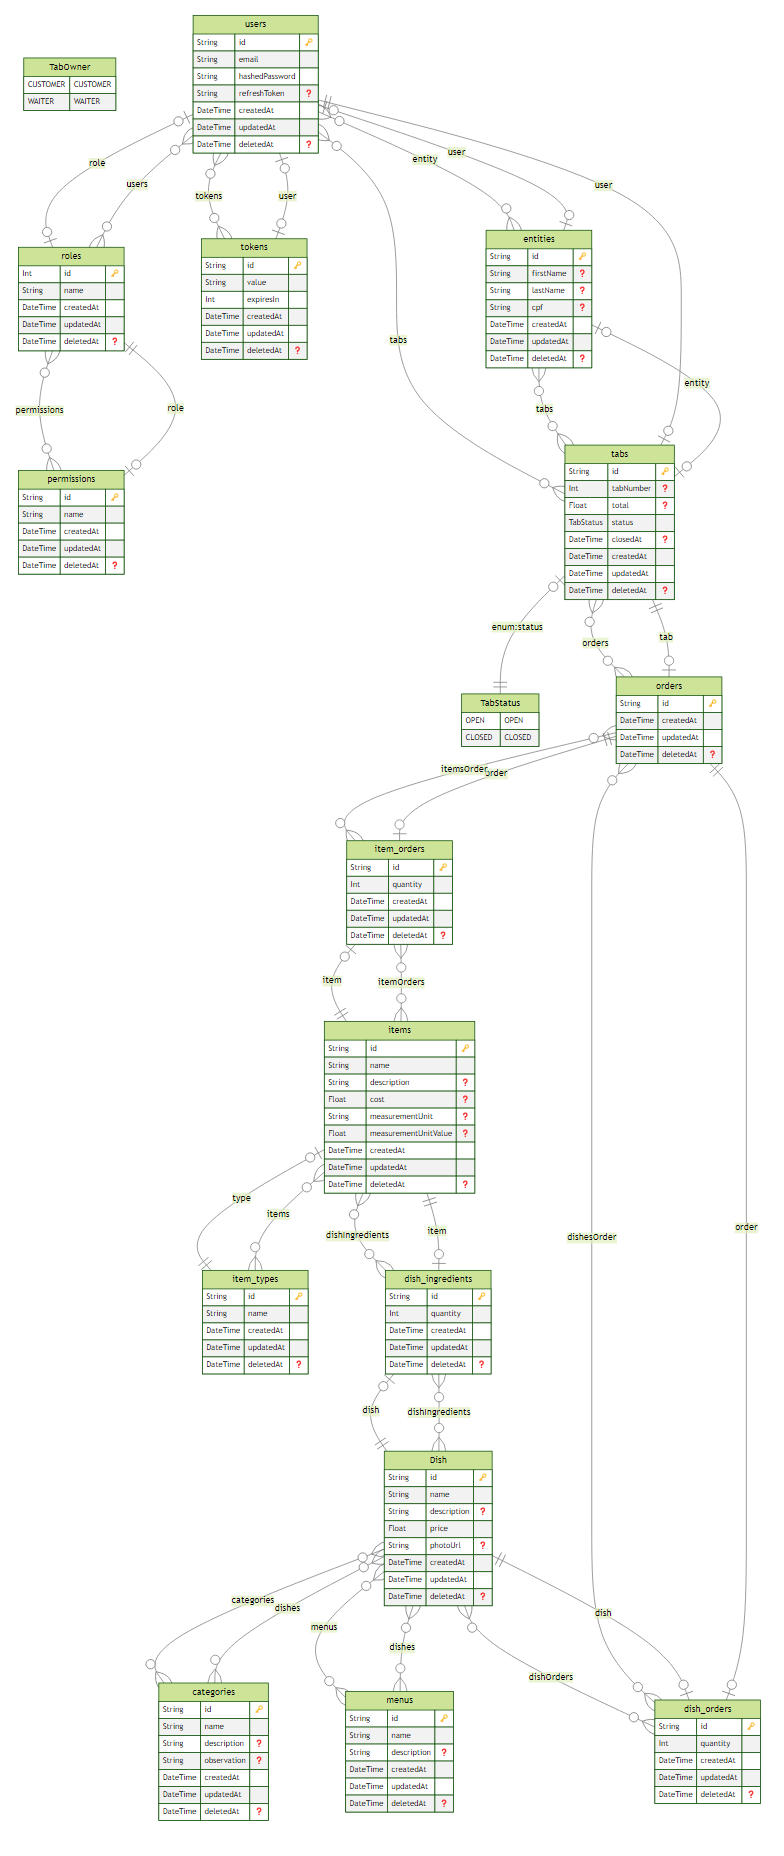 users
String id
String email
String hashedPassword
String refreshToken ?
DateTime createdAt
DateTime updatedAt
DateTime deletedAt ?
TabOwner
CUSTOMER CUSTOMER
WAITER WAITER
role
users
tokens
user
entity
user
user
roles
Int id
String name
DateTime createdAt
DateTime updatedAt
DateTime deletedAt ?
tokens
String id
String value
Int expiresIn
DateTime createdAt
DateTime updatedAt
DateTime deletedAt ?
entities
String id
String firstName ?
String lastName ?
String cpf ?
DateTime createdAt
DateTime updatedAt
DateTime deletedAt ?
tabs
permissions
role
tabs
entity
permissions
String id
String name
DateTime createdAt
DateTime updatedAt
DateTime deletedAt ?
tabs
String id
Int tabNumber ?
Float total ?
TabStatus status
DateTime closedAt ?
DateTime createdAt
DateTime updatedAt
DateTime deletedAt ?
enum:status
orders
tab
TabStatus
OPEN OPEN
CLOSED CLOSED
orders
String id
DateTime createdAt
DateTime updatedAt
DateTime deletedAt ?
itemsOrder
order
item_orders
String id
Int quantity
DateTime createdAt
DateTime updatedAt
DateTime deletedAt ?
item
itemOrders
items
String id
String name
String description ?
Float cost ?
String measurementUnit ?
Float measurementUnitValue ?
DateTime createdAt
DateTime updatedAt
DateTime deletedAt ?
type
items
dishIngredients
item
dishesOrder
order
item_types
String id
String name
DateTime createdAt
DateTime updatedAt
DateTime deletedAt ?
dish_ingredients
String id
Int quantity
DateTime createdAt
DateTime updatedAt
DateTime deletedAt ?
dish
dishIngredients
Dish
String id
String name
String description ?
Float price
String photoUrl ?
DateTime createdAt
DateTime updatedAt
DateTime deletedAt ?
categories
dishes
menus
dishes
dish
dishOrders
categories
String id
String name
String description ?
String observation ?
DateTime createdAt
DateTime updatedAt
DateTime deletedAt ?
menus
String id
String name
String description ?
DateTime createdAt
DateTime updatedAt
DateTime deletedAt ?
dish_orders
String id
Int quantity
DateTime createdAt
DateTime updatedAt
DateTime deletedAt ?